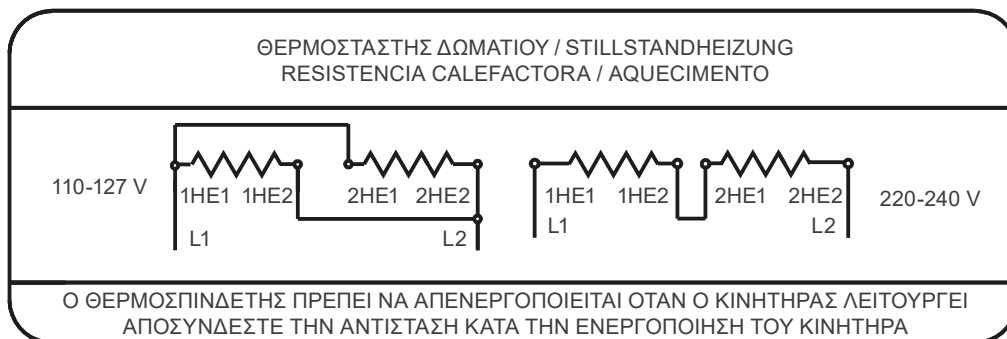 ΘΕΡΜΟΣΤΑΣΤΗΣ ΔΩΜΑΤΙΟΥ / STILLSTANDHEIZUNG
RESISTENCIA CALEFACTORA / AQUECIMENTO
110-127 V
1HE1 1HE2 2HE1 2HE2
L1 L2
1HE1 1HE2 2HE1 2HE2
L1 L2
220-240 V
Ο ΘΕΡΜΟΣΠΙΝΔΕΤΗΣ ΠΡΕΠΕΙ ΝΑ ΑΠΕΝΕΡΓΟΠΟΙΕΙΤΑΙ ΟΤΑΝ Ο ΚΙΝΗΤΗΡΑΣ ΛΕΙΤΟΥΡΓΕΙ
ΑΠΟΣΥΝΔΕΣΤΕ ΤΗΝ ΑΝΤΙΣΤΑΣΗ ΚΑΤΑ ΤΗΝ ΕΝΕΡΓΟΠΟΙΗΣΗ ΤΟΥ ΚΙΝΗΤΗΡΑ